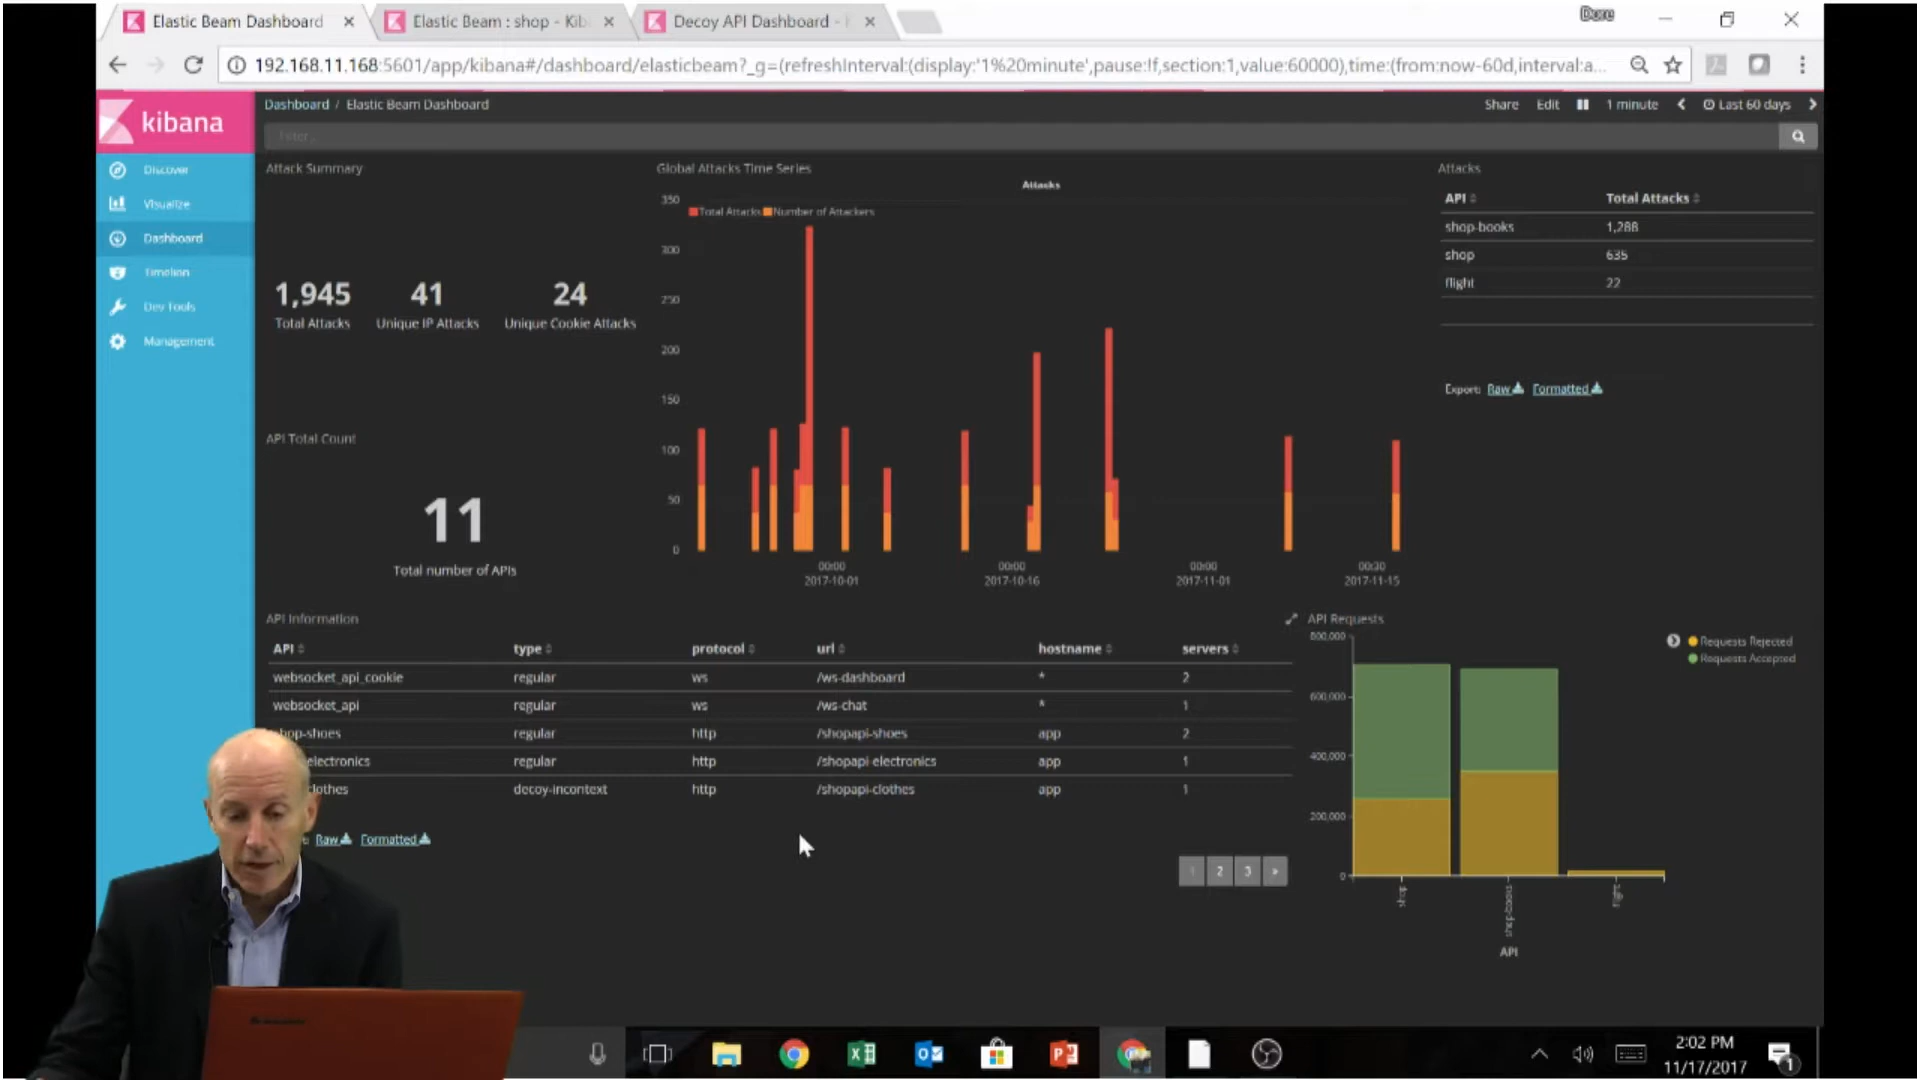 Elastic Beam Dashboard
Elastic Beam : shop - Kib
Decoy API Dashboard -
Dave
192.168.11.168:5601/app/kibana#/dashboard/elasticbeam?_g=(refreshInterval:(display:'1%20minute',pause:!f,section:1,value:60000),time:(from:now-60d,interval:a...
kibana
Dashboard / Elastic Beam Dashboard
Share Edit 1 minute Last 60 days
Filter...
Discover
Visualize
Dashboard
Timelion
Dev Tools
Management
Attack Summary
1,945
Total Attacks
41
Unique IP Attacks
24
Unique Cookie Attacks
API Total Count
11
Total number of APIs
Global Attacks Time Series
Attacks
Total Attacks Number of Attackers
350
300
250
200
150
100
50
0
00:00 00:00 00:00 00:30
2017-10-01 2017-10-16 2017-11-01 2017-11-15
Attacks
API Total Attacks
shop-books 1,288
shop 635
flight 22
Export: Raw Formatted
API Information
API type protocol url hostname servers
websocket_api_cookie regular ws /ws-dashboard * 2
websocket_api regular ws /ws-chat * 1
shop-shoes regular http /shopapi-shoes app 2
electronics regular http /shopapi-electronics app 1
clothes decoy-incontext http /shopapi-clothes app 1
Raw Formatted
1 2 3 »
API Requests
Requests Rejected
Requests Accepted
800,000
600,000
400,000
200,000
0
shop
shop-books
flight
API
2:02 PM
11/17/2017
1